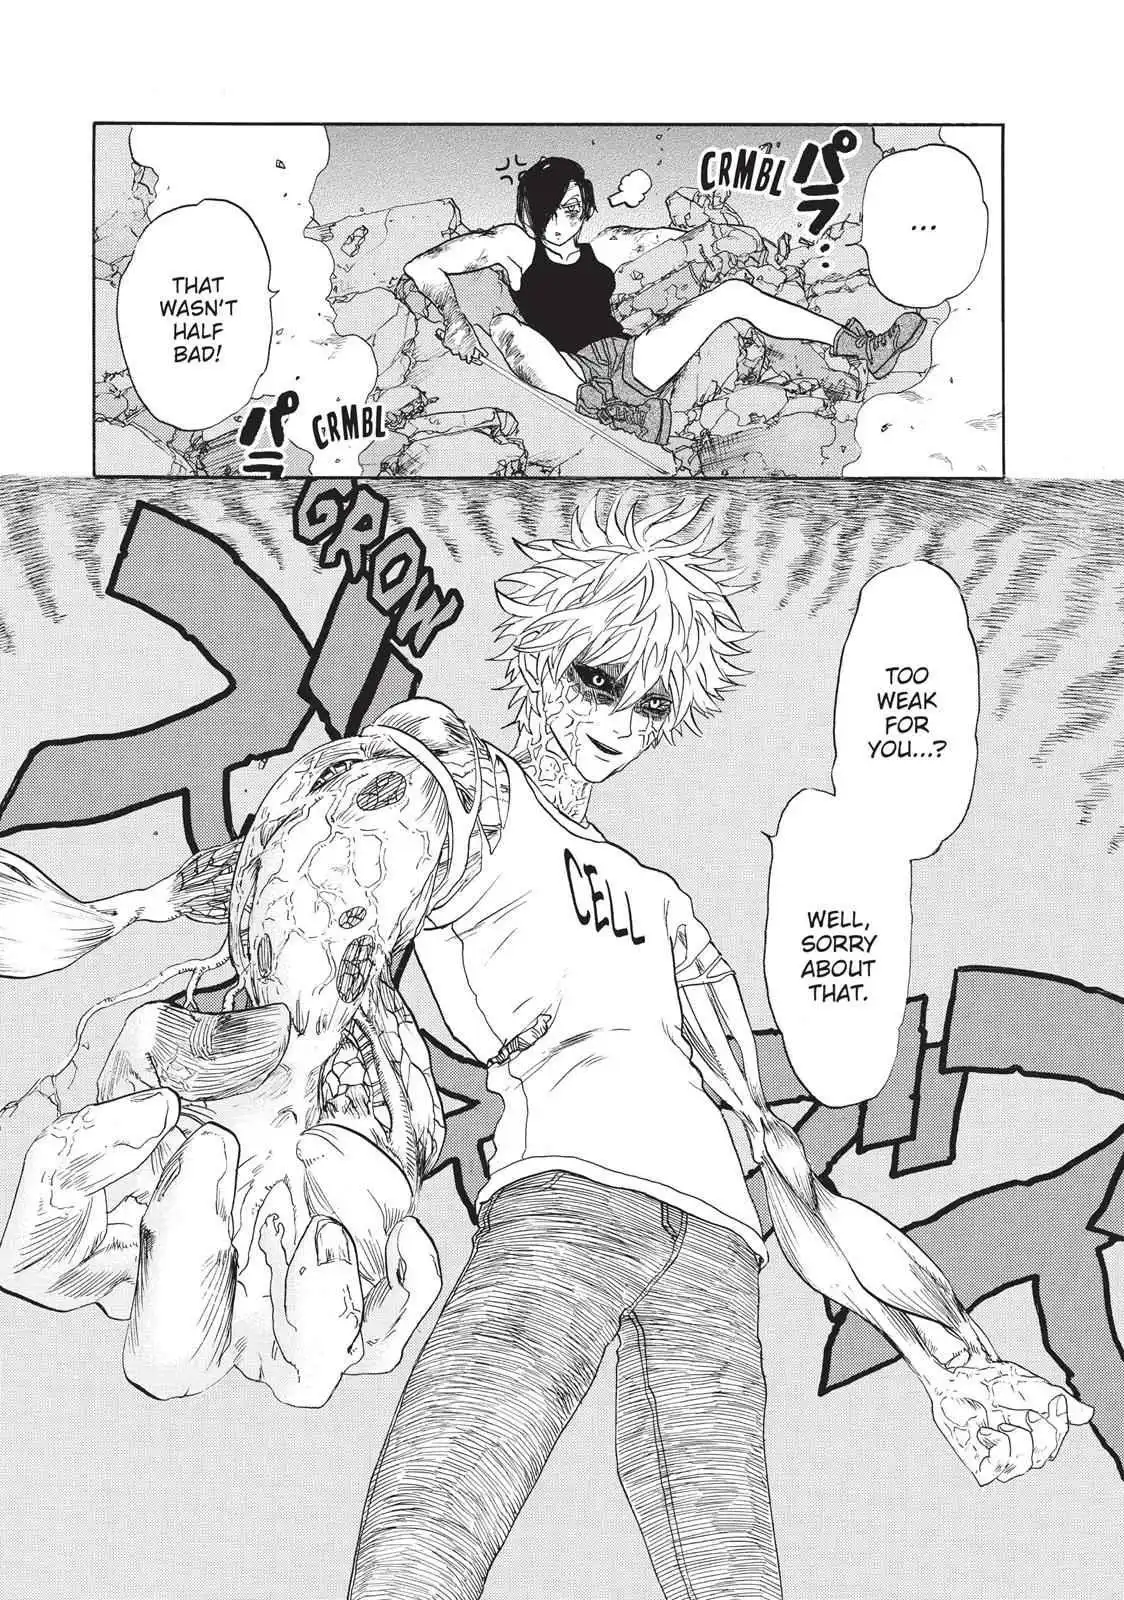 ...
CRMBL
パラ...
THAT
WASN'T
HALF
BAD!
CRMBL
パラ
GROW
TOO
WEAK
FOR
YOU...?
WELL,
SORRY
ABOUT
THAT.
CELL